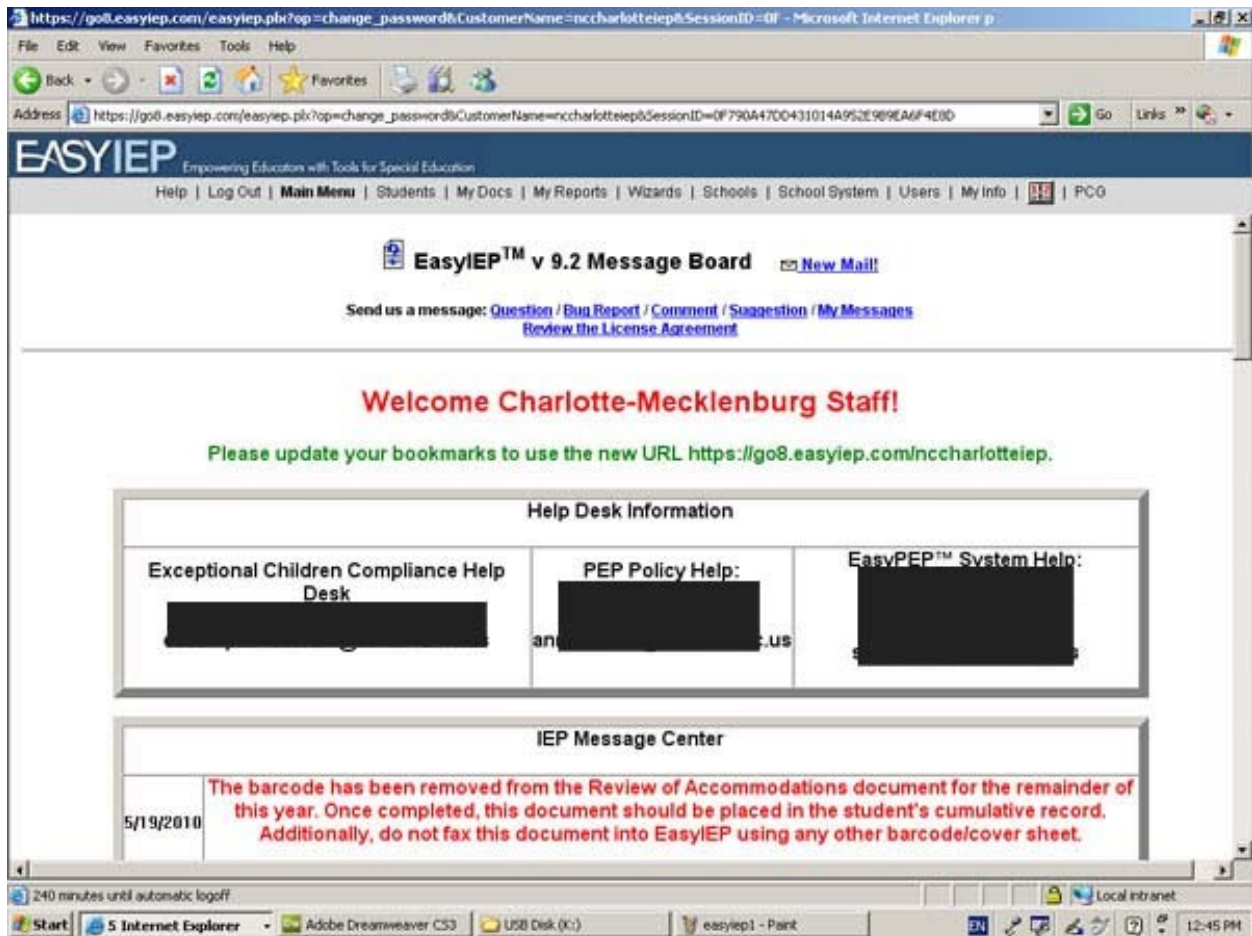 https://go8.easyiep.com/easyiep.plx?op=change_password&CustomerName=nccharlotteiep&SessionID=0F - Microsoft Internet Explorer p
File Edit View Favorites Tools Help
Back Favorites
Address https://go8.easyiep.com/easyiep.plx?op=change_password&CustomerName=nccharlotteiep&SessionID=0F790A47DD431014A952E989EA6F4E8D Go Links »
EASYIEP Empowering Educators with Tools for Special Education
Help | Log Out | Main Menu | Students | My Docs | My Reports | Wizards | Schools | School System | Users | My Info | | PCG
EasyIEP™ v 9.2 Message Board New Mail!
Send us a message: Question / Bug Report / Comment / Suggestion / My Messages
Review the License Agreement
Welcome Charlotte-Mecklenburg Staff!
Please update your bookmarks to use the new URL https://go8.easyiep.com/nccharlotteiep.
Help Desk Information
Exceptional Children Compliance Help
Desk
PEP Policy Help:
.us
EasyPEP™ System Help:
IEP Message Center
5/19/2010
The barcode has been removed from the Review of Accommodations document for the remainder of
this year. Once completed, this document should be placed in the student's cumulative record.
Additionally, do not fax this document into EasyIEP using any other barcode/cover sheet.
240 minutes until automatic logoff Local intranet
Start 5 Internet Explorer Adobe Dreamweaver CS3 USB Disk (K:) easyiep1 - Paint EN 12:45 PM